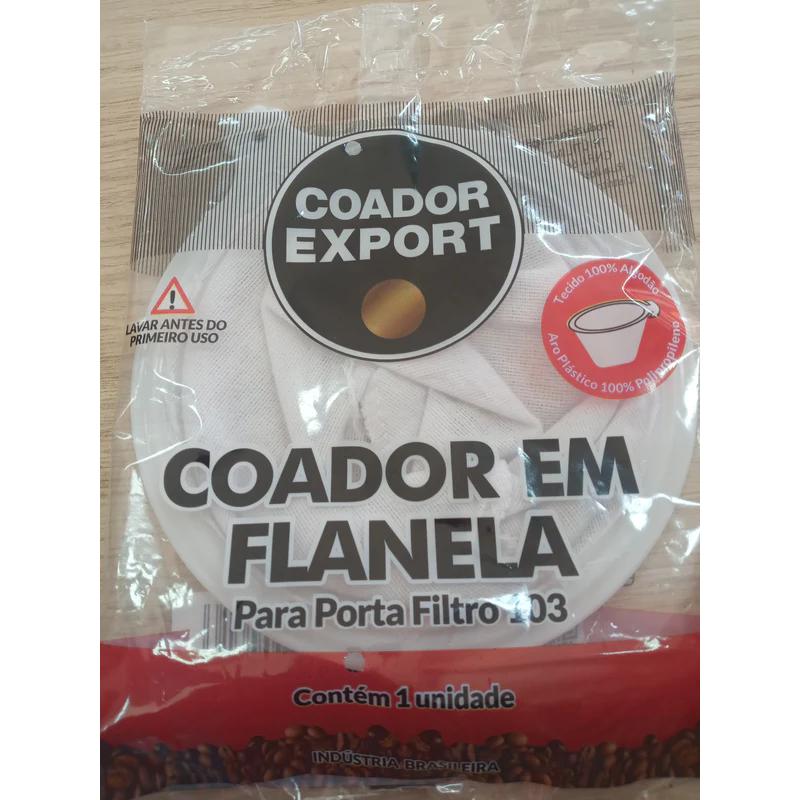 COADOR
EXPORT
Tecido 100% Algodão
Aro Plástico 100% Polipropileno
LAVAR ANTES DO
PRIMEIRO USO
COADOR EM
FLANELA
Para Porta Filtro 103
Contém 1 unidade
INDÚSTRIA BRASILEIRA